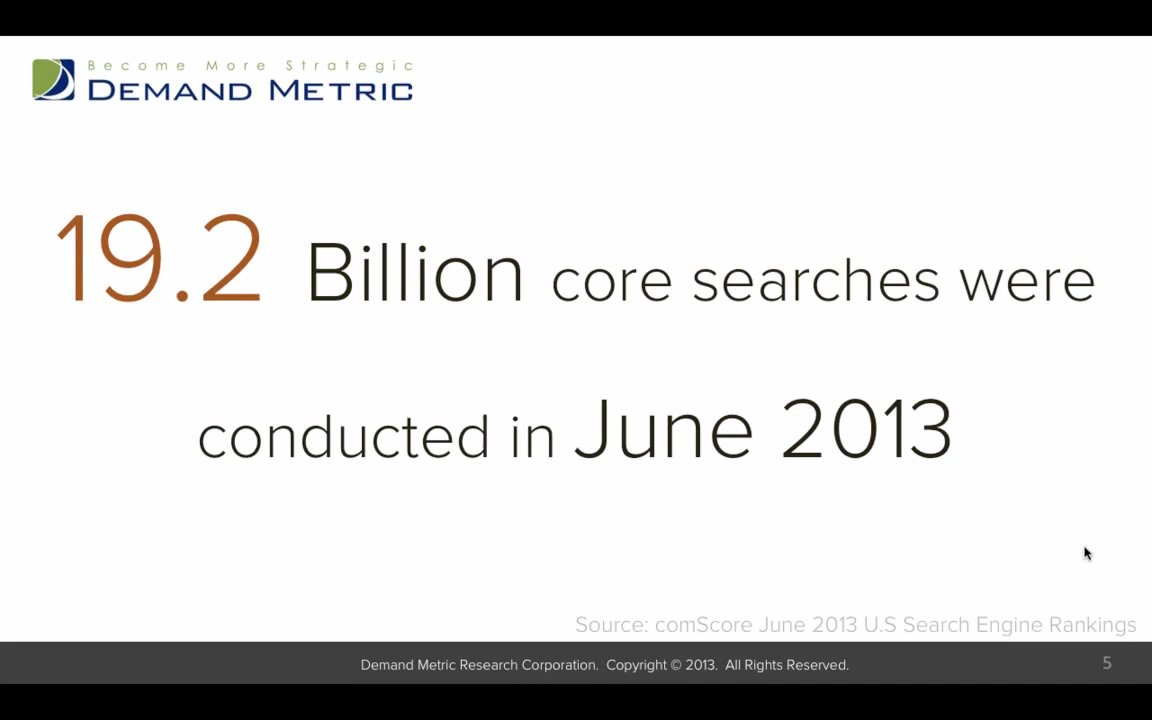 Become More Strategic
DEMAND METRIC
19.2 Billion core searches were
conducted in June 2013
Source: comScore June 2013 U.S Search Engine Rankings
Demand Metric Research Corporation. Copyright © 2013. All Rights Reserved.
5